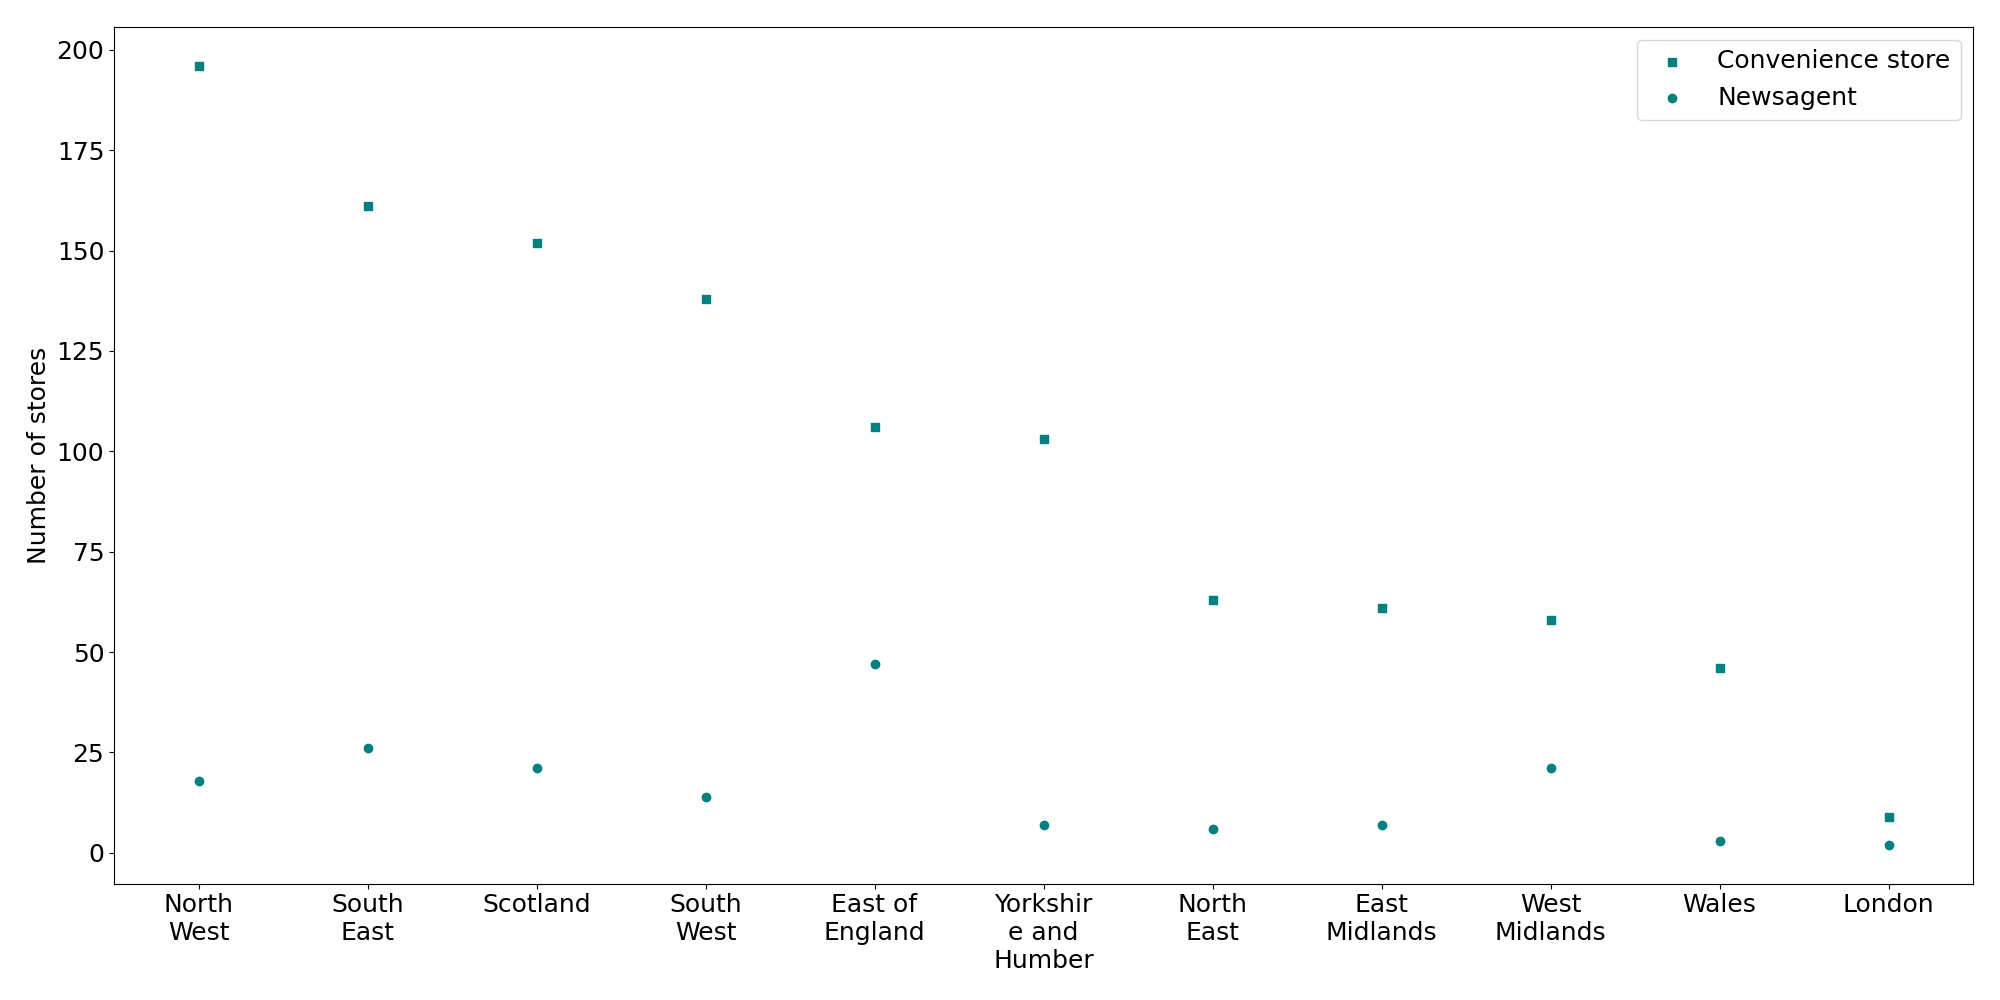 200
175
150
125
100
75
50
25
0
Number of stores
Convenience store
Newsagent
North
West
South
East
Scotland
South
West
East of
England
Yorkshir
e and
Humber
North
East
East
Midlands
West
Midlands
Wales
London